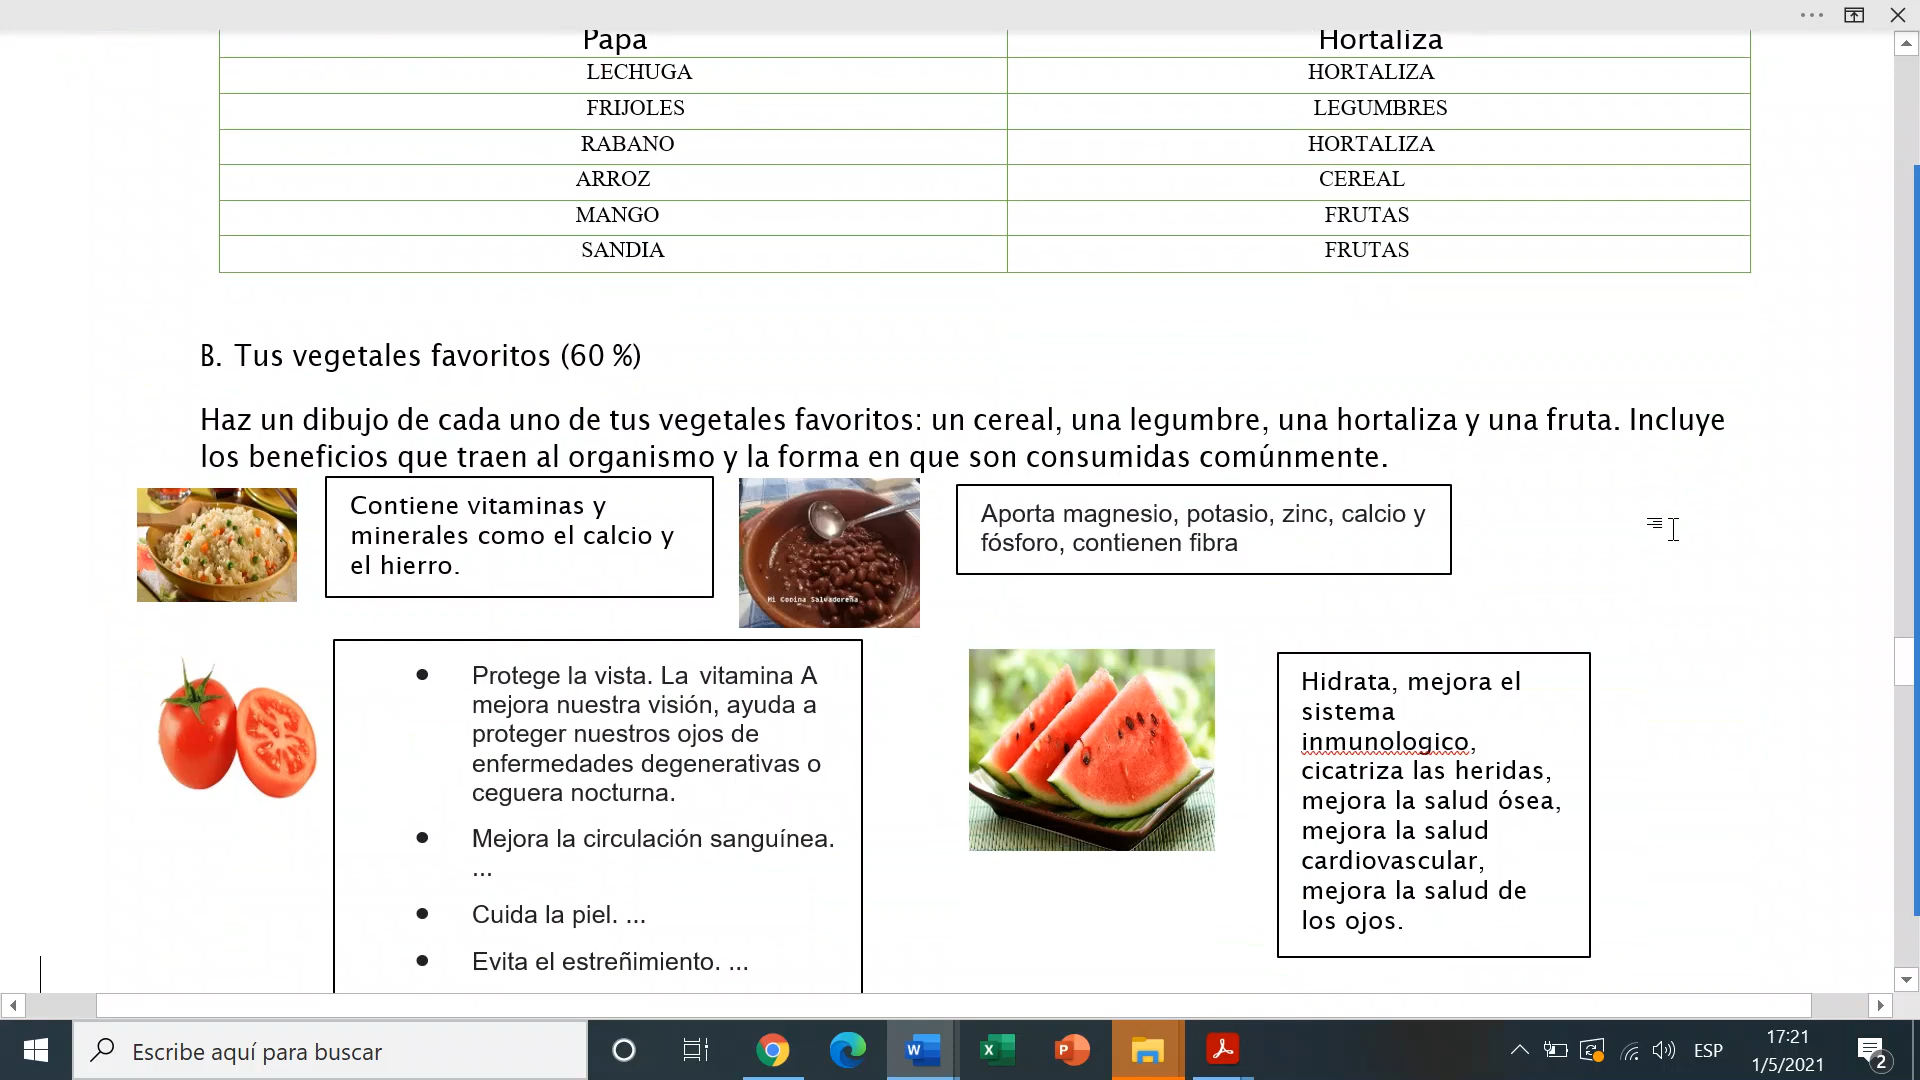 Papa Hortaliza
LECHUGA HORTALIZA
FRIJOLES LEGUMBRES
RABANO HORTALIZA
ARROZ CEREAL
MANGO FRUTAS
SANDIA FRUTAS
B. Tus vegetales favoritos (60 %)
Haz un dibujo de cada uno de tus vegetales favoritos: un cereal, una legumbre, una hortaliza y una fruta. Incluye
los beneficios que traen al organismo y la forma en que son consumidas comúnmente.
Contiene vitaminas y
minerales como el calcio y
el hierro.
Mi Cocina Salvadoreña
Aporta magnesio, potasio, zinc, calcio y
fósforo, contienen fibra
• Protege la vista. La vitamina A
mejora nuestra visión, ayuda a
proteger nuestros ojos de
enfermedades degenerativas o
ceguera nocturna.
• Mejora la circulación sanguínea.
...
• Cuida la piel. ...
• Evita el estreñimiento. ...
Hidrata, mejora el
sistema
inmunologico,
cicatriza las heridas,
mejora la salud ósea,
mejora la salud
cardiovascular,
mejora la salud de
los ojos.
Escribe aquí para buscar
W
X
P
ESP
17:21
1/5/2021
2